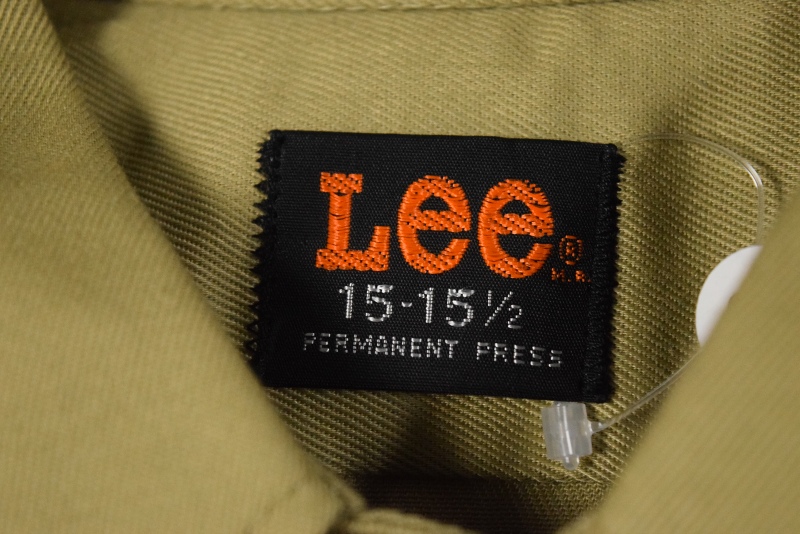 Lee®
M.R.
15-15½
PERMANENT PRESS